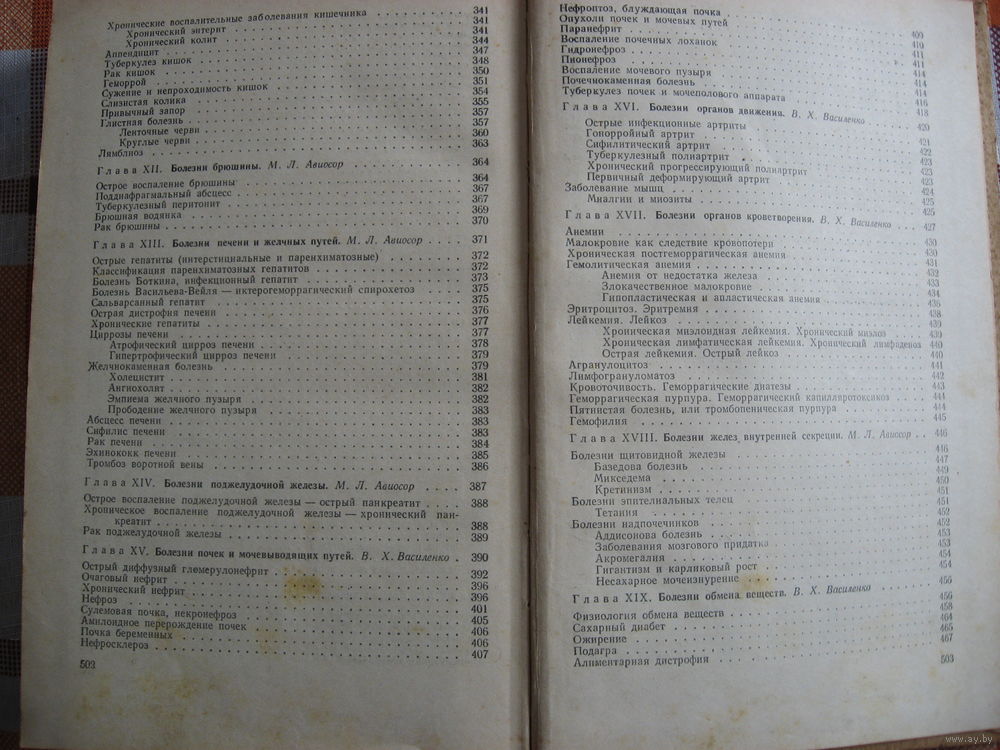 Хронические воспалительные заболевания кишечника . . . 341
Хронический энтерит . . . 341
Хронический колит . . . 344
Аппендицит . . . 347
Туберкулез кишок . . . 348
Рак кишок . . . 350
Геморрой . . . 351
Сужение и непроходимость кишок . . . 354
Слизистая колика . . . 355
Привычный запор . . . 357
Глистная болезнь . . . 357
Ленточные черви . . . 360
Круглые черви . . . 363
Лямблиоз
Глава XII. Болезни брюшины. М. Л. Авиосор . . . 364
Острое воспаление брюшины . . . 364
Поддиафрагмальный абсцесс . . . 367
Туберкулезный перитонит . . . 367
Брюшная водянка . . . 369
Рак брюшины . . . 370
Глава XIII. Болезни печени и желчных путей. М. Л. Авиосор . . . 371
Острые гепатиты (интерстициальные и паренхиматозные) . . . 372
Классификация паренхиматозных гепатитов . . . 372
Болезнь Боткина, инфекционный гепатит . . . 373
Болезнь Васильева-Вейля — иктерогеморрагический спирохетоз . . . 375
Сальварсанный гепатит . . . 375
Острая дистрофия печени . . . 376
Хронические гепатиты . . . 377
Циррозы печени . . . 377
Атрофический цирроз печени . . . 378
Гипертрофический цирроз печени . . . 379
Желчнокаменная болезнь . . . 379
Холецистит . . . 381
Ангиохолит . . . 382
Эмпиема желчного пузыря . . . 382
Прободение желчного пузыря . . . 383
Абсцесс печени . . . 383
Сифилис печени . . . 383
Рак печени . . . 384
Эхинококк печени . . . 385
Тромбоз воротной вены . . . 386
Глава XIV. Болезни поджелудочной железы. М. Л. Авиосор . . . 387
Острое воспаление поджелудочной железы — острый панкреатит . . . 388
Хроническое воспаление поджелудочной железы — хронический пан-
креатит . . . 388
Рак поджелудочной железы . . . 389
Глава XV. Болезни почек и мочевыводящих путей. В. Х. Василенко . 390
Острый диффузный гломерулонефрит . . . 392
Очаговый нефрит . . . 396
Хронический нефрит . . . 396
Нефроз . . . 401
Сулемовая почка, некронефроз . . . 405
Амилоидное перерождение почек . . . 406
Почка беременных . . . 406
Нефросклероз . . . 407
503
Нефроптоз, блуждающая почка
Опухоли почек и мочевых путей . . . 409
Паранефрит . . . 410
Воспаление почечных лоханок . . . 411
Гидронефроз . . . 411
Пионефроз . . . 414
Воспаление мочевого пузыря . . . 414
Почечнокаменная болезнь . . . 414
Туберкулез почек и мочеполового аппарата . . . 416
Глава XVI. Болезни органов движения. В. Х. Василенко . . . 418
Острые инфекционные артриты . . . 420
Гонорройный артрит
Сифилитический артрит . . . 421
Туберкулезный полиартрит . . . 422
Хронический прогрессирующий полиартрит . . . 423
Первичный деформирующий артрит . . . 423
Заболевание мышц . . . 424
Миалгии и миозиты . . . 425
Глава XVII. Болезни органов кроветворения. В. Х. Василенко . . . 425
Анемии . . . 427
Малокровие как следствие кровопотери . . . 430
Хроническая постгеморрагическая анемия . . . 430
Гемолитическая анемия . . . 431
Анемия от недостатка железа . . . 432
Злокачественное малокровие . . . 433
Гипопластическая и апластическая анемия . . . 434
Эритроцитоз. Эритремия . . . 436
Лейкемия. Лейкоз . . . 438
Хроническая миэлоидная лейкемия. Хронический миэлоз . . . 439
Хроническая лимфатическая лейкемия. Хронический лимфаденоз 440
Острая лейкемия. Острый лейкоз . . . 440
Агранулоцитоз . . . 441
Лимфогрануломатоз . . . 442
Кровоточивость. Геморрагические диатезы . . . 443
Геморрагическая пурпура. Геморрагический капилляротоксикоз . . . 444
Пятнистая болезнь, или тромбопеническая пурпура . . . 444
Гемофилия . . . 445
Глава XVIII. Болезни желез внутренней секреции. М. Л. Авиосор . . 446
Болезни щитовидной железы . . . 446
Базедова болезнь . . . 447
Микседема . . . 449
Кретинизм . . . 450
Болезни эпителиальных телец . . . 451
Тетания . . . 451
Болезни надпочечников . . . 452
Аддисонова болезнь . . . 452
Заболевания мозгового придатка . . . 453
Акромегалия . . . 453
Гигантизм и карликовый рост . . . 454
Несахарное мочеизнурение . . . 454
Глава XIX. Болезни обмена веществ. В. Х. Василенко . . . 456
Физиология обмена веществ . . . 456
Сахарный диабет . . . 458
Ожирение . . . 464
Подагра . . . 465
Алиментарная дистрофия . . . 467
503
www.ay.by